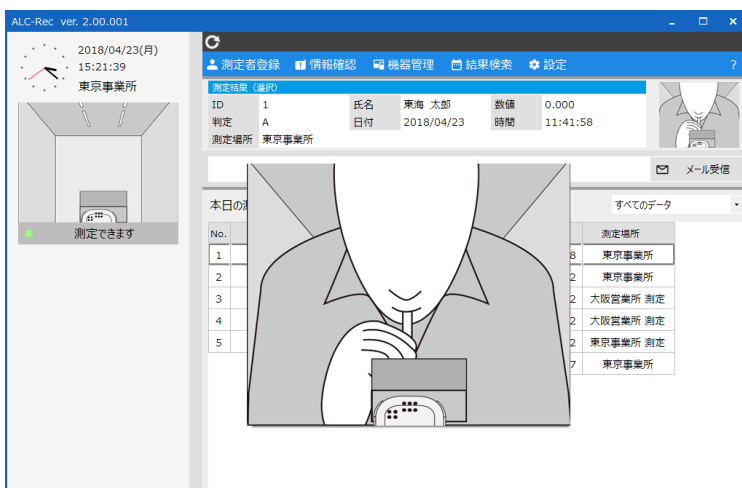 ALC-Rec ver. 2.00.001
2018/04/23(月)
15:21:39
東京事業所
測定できます
測定者登録 情報確認 機器管理 結果検索 設定 ?
測定結果（選択）
ID 1 氏名 東海 太郎 数値 0.000
判定 A 日付 2018/04/23 時間 11:41:58
測定場所 東京事業所
メール受信
本日の測 すべてのデータ
No. 測定場所
1 8 東京事業所
2 2 東京事業所
3 2 大阪営業所 測定
4 2 大阪営業所 測定
5 2 東京事業所 測定
7 東京事業所